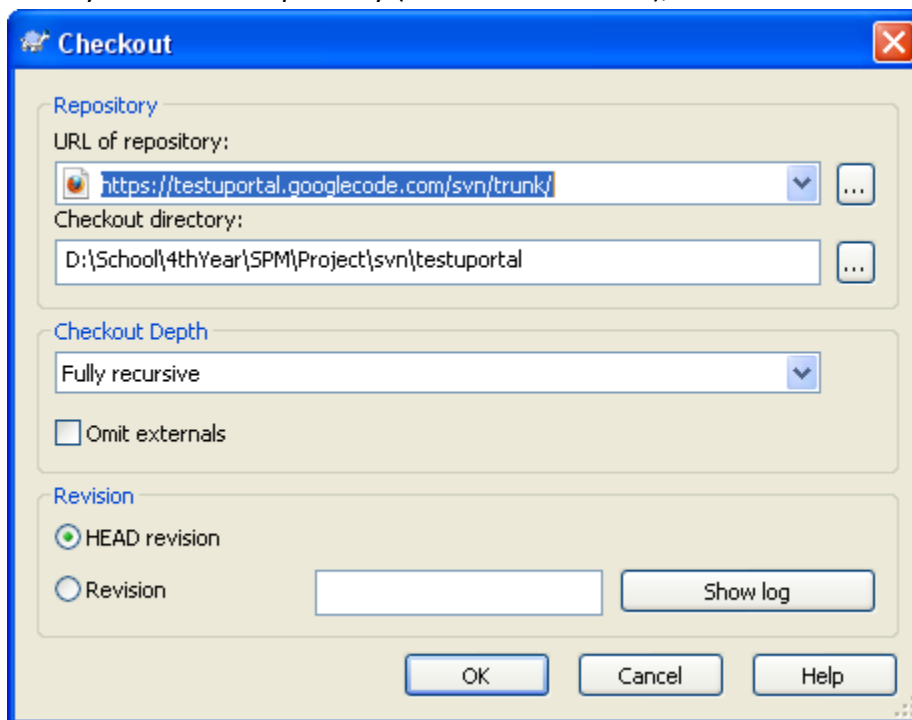 Checkout
Repository
URL of repository:
https://testuportal.googlecode.com/svn/trunk/
...
Checkout directory:
D:\School\4thYear\SPM\Project\svn\testuportal
...
Checkout Depth
Fully recursive
Omit externals
Revision
HEAD revision
Revision
Show log
OK Cancel Help